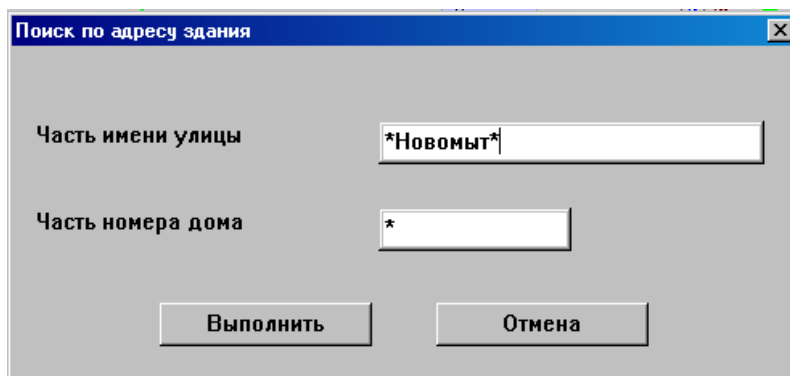 Поиск по адресу здания
Часть имени улицы
*Новомыт*
Часть номера дома
*
Выполнить
Отмена